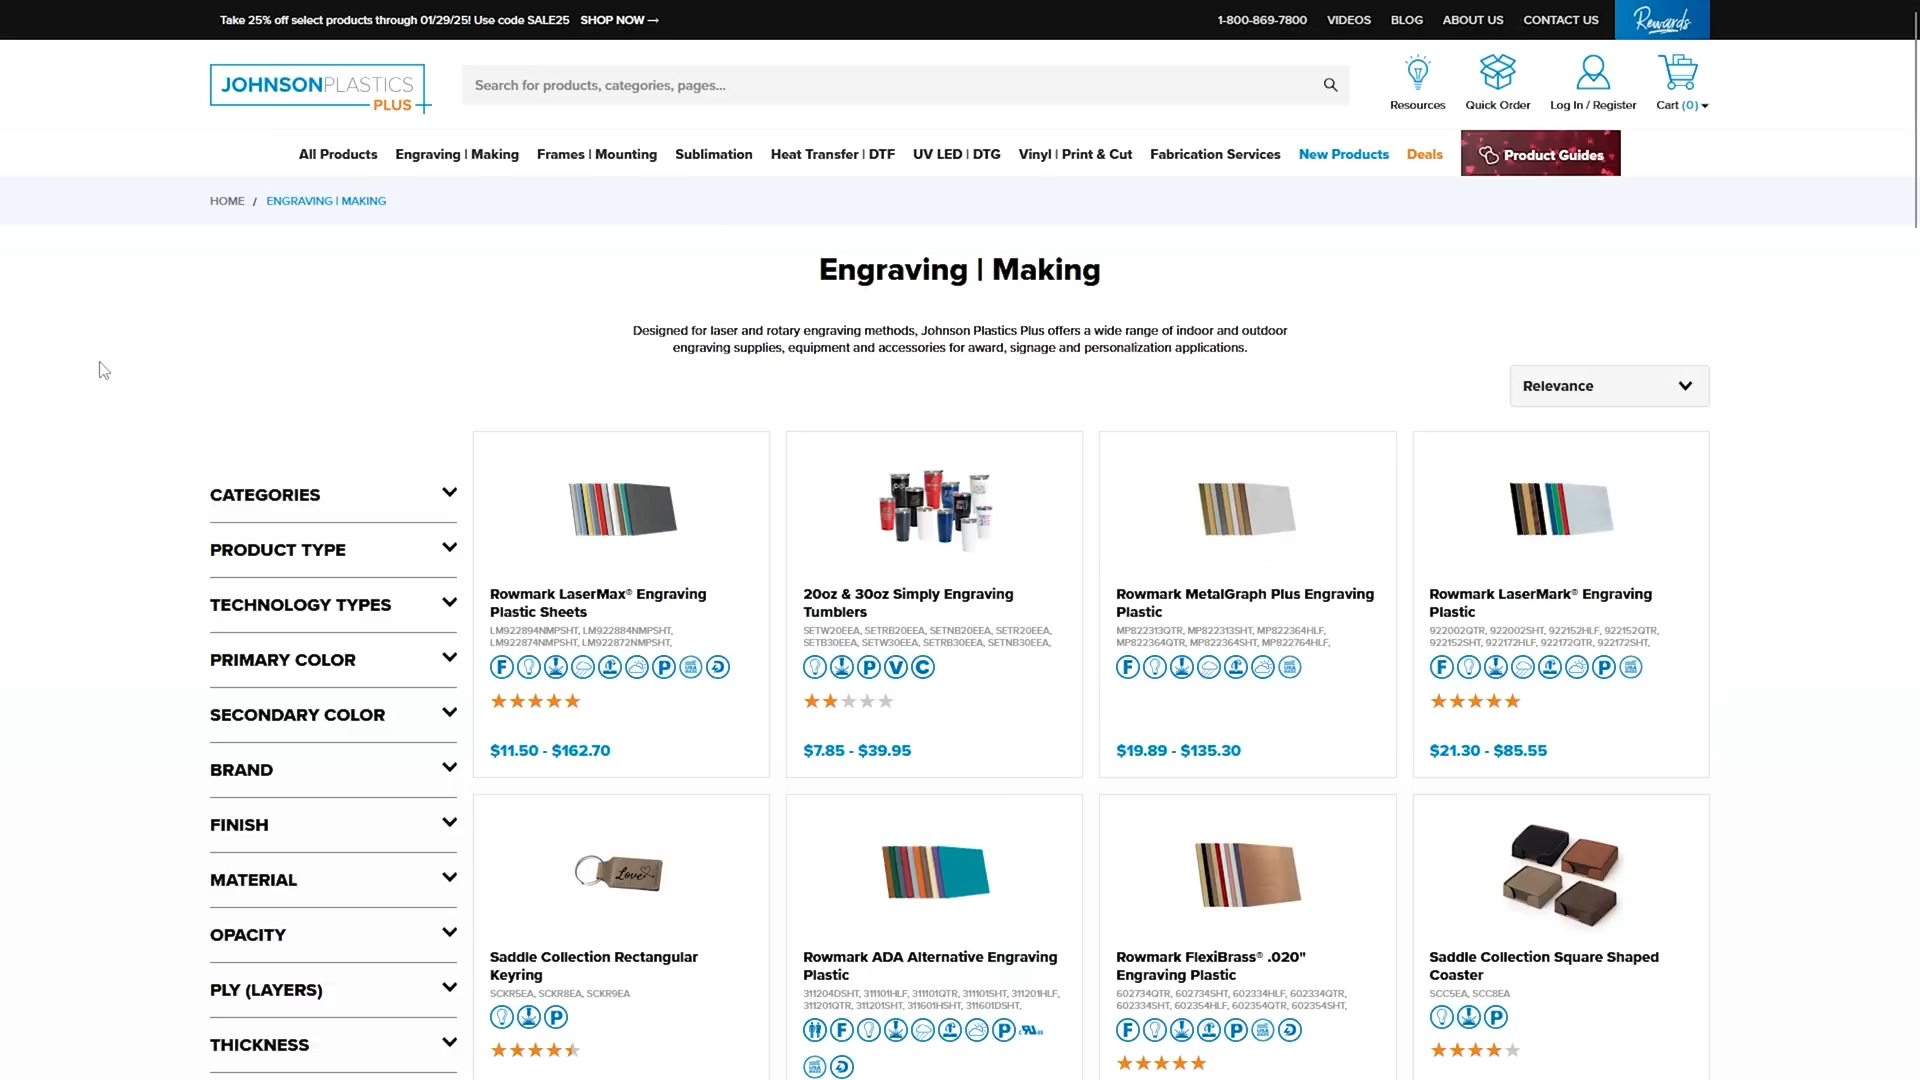 Take 25% off select products through 01/29/25! Use code SALE25 SHOP NOW →
1-800-869-7800 VIDEOS BLOG ABOUT US CONTACT US Rewards
JOHNSONPLASTICS
PLUS
Search for products, categories, pages...
Resources Quick Order Log In / Register Cart (0)
All Products Engraving | Making Frames | Mounting Sublimation Heat Transfer | DTF UV LED | DTG Vinyl | Print & Cut Fabrication Services New Products Deals Product Guides
HOME / ENGRAVING | MAKING
Engraving | Making
Designed for laser and rotary engraving methods, Johnson Plastics Plus offers a wide range of indoor and outdoor
engraving supplies, equipment and accessories for award, signage and personalization applications.
Relevance
CATEGORIES
PRODUCT TYPE
TECHNOLOGY TYPES
PRIMARY COLOR
SECONDARY COLOR
BRAND
FINISH
MATERIAL
OPACITY
PLY (LAYERS)
THICKNESS
Rowmark LaserMax® Engraving
Plastic Sheets
LM922894NMPSHT, LM922884NMPSHT,
LM922874NMPSHT, LM922872NMPSHT,
F P
$11.50 - $162.70
20oz & 30oz Simply Engraving
Tumblers
SETW20EEA, SETRB20EEA, SETNB20EEA, SETR20EEA,
SETB30EEA, SETW30EEA, SETRB30EEA, SETNB30EEA,
P V C
$7.85 - $39.95
Rowmark MetalGraph Plus Engraving
Plastic
MP822313QTR, MP822313SHT, MP822364HLF,
MP822364QTR, MP822364SHT, MP822764HLF,
F
$19.89 - $135.30
Rowmark LaserMark® Engraving
Plastic
922002QTR, 922002SHT, 922152HLF, 922152QTR,
922152SHT, 922172HLF, 922172QTR, 922172SHT,
F P
$21.30 - $85.55
Love
Saddle Collection Rectangular
Keyring
SCKR5EA, SCKR8EA, SCKR9EA
P
Rowmark ADA Alternative Engraving
Plastic
311204DSHT, 311101HLF, 311101QTR, 311101SHT, 311201HLF,
311201QTR, 311201SHT, 311601HSHT, 311601DSHT,
F P
Rowmark FlexiBrass® .020"
Engraving Plastic
602734QTR, 602734SHT, 602334HLF, 602334QTR,
602334SHT, 602354HLF, 602354QTR, 602354SHT,
F P
Saddle Collection Square Shaped
Coaster
SCC5EA, SCC8EA
P